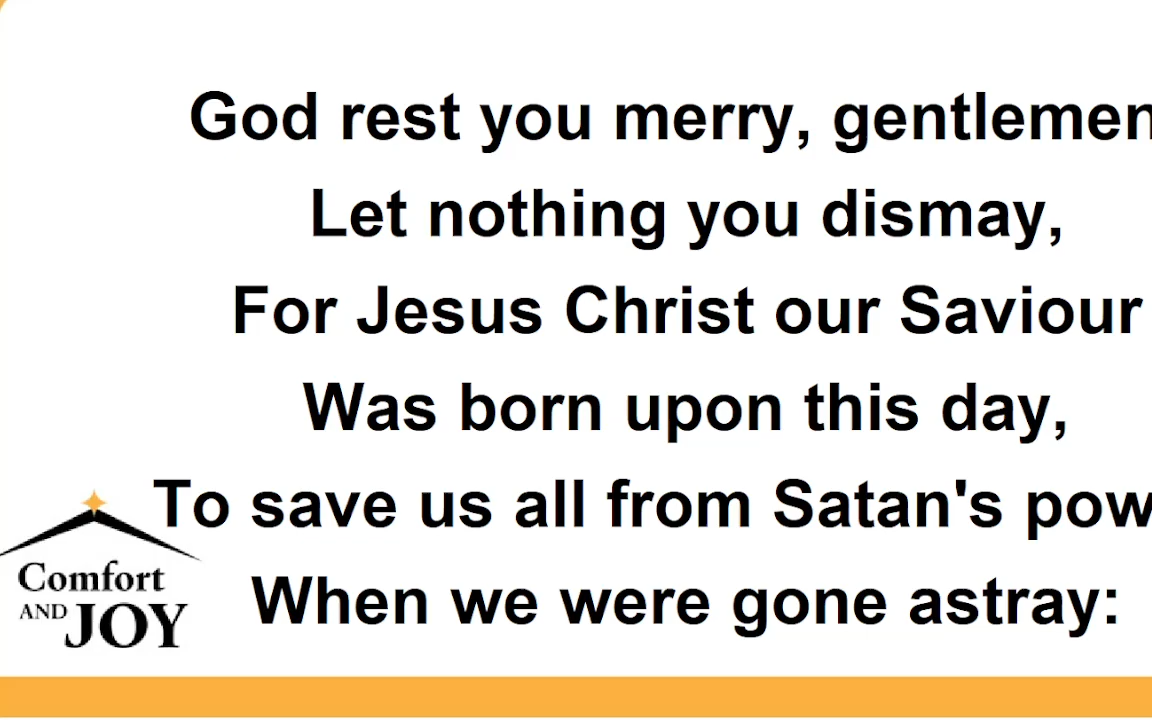 God rest you merry, gentlemen
Let nothing you dismay,
For Jesus Christ our Saviour
Was born upon this day,
To save us all from Satan's pow
When we were gone astray:
Comfort
AND JOY